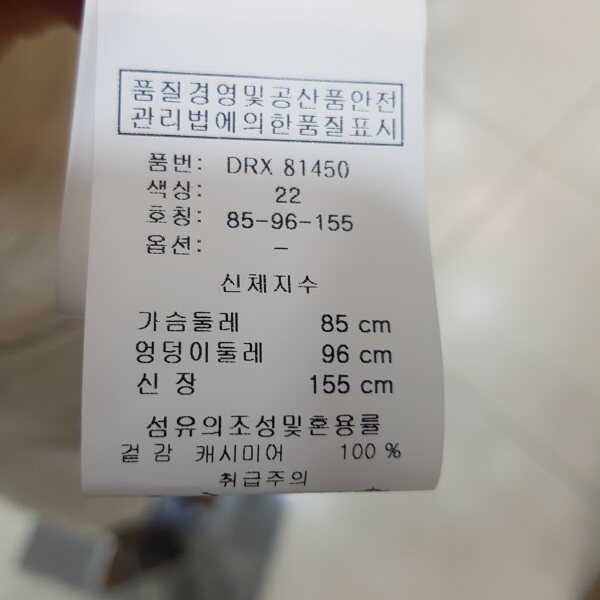 품질경영및공산품안전
관리법에의한품질표시
품번: DRX 81450
색상: 22
호칭: 85-96-155
옵션: -
신체지수
가슴둘레 85 cm
엉덩이둘레 96 cm
신 장 155 cm
섬유의조성및혼용률
겉감 캐시미어 100 %
취급주의